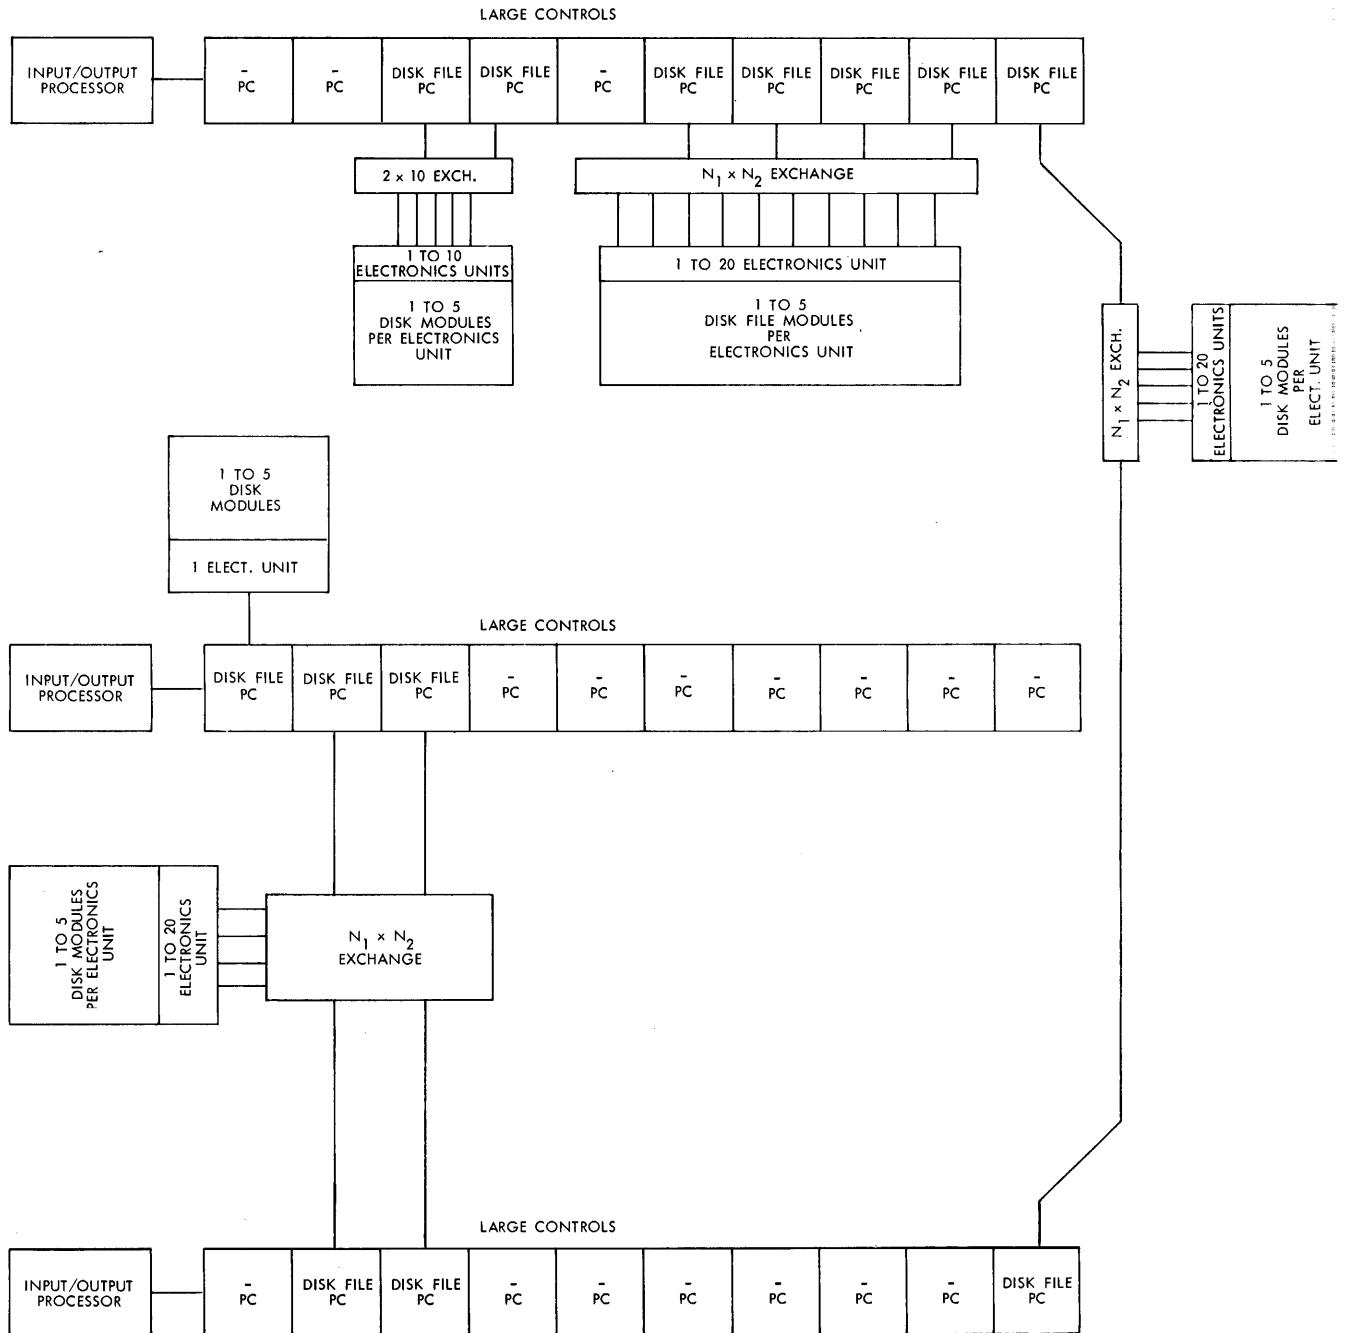 LARGE CONTROLS
INPUT/OUTPUT
PROCESSOR
-
PC
-
PC
DISK FILE
PC
DISK FILE
PC
-
PC
DISK FILE
PC
DISK FILE
PC
DISK FILE
PC
DISK FILE
PC
DISK FILE
PC
2 x 10 EXCH.
N1 x N2 EXCHANGE
1 TO 10
ELECTRONICS UNITS
1 TO 5
DISK MODULES
PER ELECTRONICS
UNIT
1 TO 20 ELECTRONICS UNIT
1 TO 5
DISK FILE MODULES
PER
ELECTRONICS UNIT
N1 x N2 EXCH.
1 TO 20
ELECTRONICS UNITS
1 TO 5
DISK MODULES
PER
ELECT. UNIT
1 TO 5
DISK
MODULES
1 ELECT. UNIT
LARGE CONTROLS
INPUT/OUTPUT
PROCESSOR
DISK FILE
PC
DISK FILE
PC
DISK FILE
PC
-
PC
-
PC
-
PC
-
PC
-
PC
-
PC
-
PC
1 TO 5
DISK MODULES
PER ELECTRONICS
UNIT
1 TO 20
ELECTRONICS
UNIT
N1 x N2
EXCHANGE
LARGE CONTROLS
INPUT/OUTPUT
PROCESSOR
-
PC
DISK FILE
PC
DISK FILE
PC
-
PC
-
PC
-
PC
-
PC
-
PC
-
PC
DISK FILE
PC